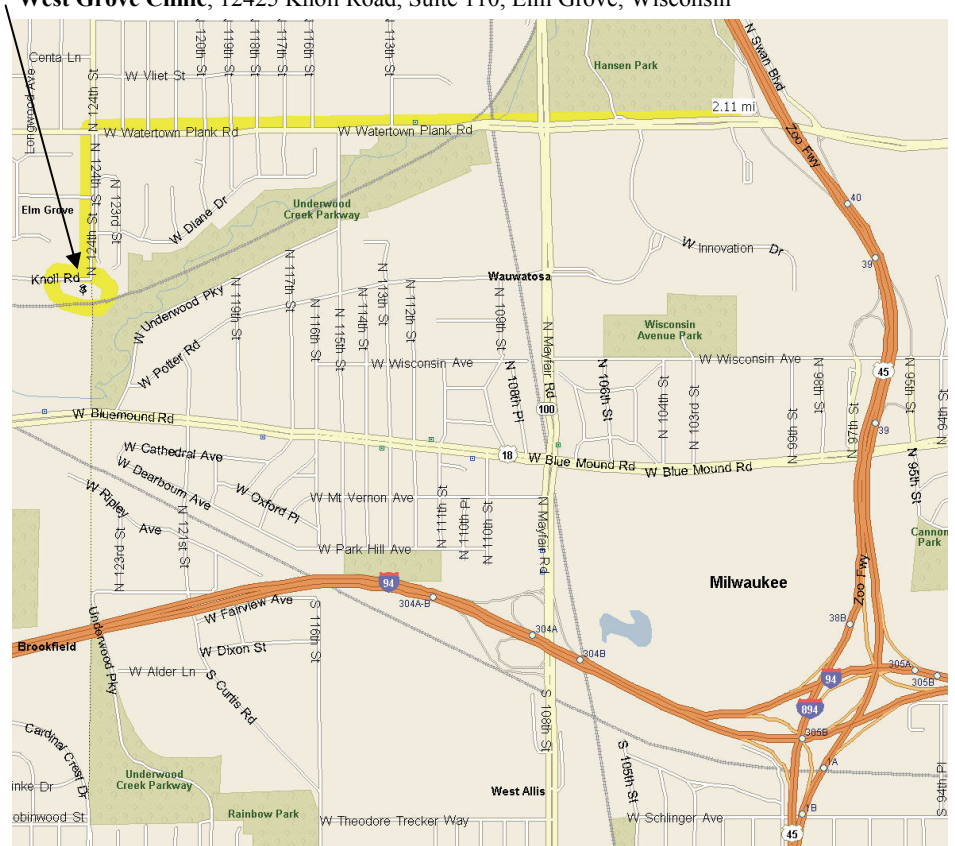 West Grove Clinic, 12425 Knoll Road, Suite 110, Elm Grove, Wisconsin
Centa Ln
Longwood Ave
N 124th St
W Vliet St
120th St
119th St
118th St
117th St
116th St
113th St
Hansen Park
N Swan Blvd
2.11 mi
W Watertown Plank Rd
W Watertown Plank Rd
Zoo Fwy
N 124th St
N 124th St
N 123rd St
Elm Grove
W Diane Dr
Underwood
Creek Parkway
40
W Innovation Dr
39
Knoll Rd
Wauwatosa
W Underwood Pky
N 119th St
N 117th St
N 116th St
N 115th St
N 114th St
N 113th St
N 112th St
N 109th St
N Mayfair Rd
Wisconsin
Avenue Park
W Potter Rd
W Wisconsin Ave
W Wisconsin Ave
N 108th Pl
N 106th St
N 104th St
N 103rd St
N 99th St
N 98th St
N 97th St
45
N 95th St
N 94th St
100
39
W Bluemound Rd
18
W Blue Mound Rd
W Blue Mound Rd
W Cathedral Ave
W Dearbourn Ave
W Oxford Pl
W Ripley Ave
W Mt Vernon Ave
N 111th St
N 110th Pl
N 110th St
N Mayfair Rd
N 95th St
N 123rd St
N 121st St
W Park Hill Ave
Cannon
Park
94
Milwaukee
Zoo Fwy
304A-B
W Fairview Ave
S 116th St
304A
38B
Brookfield
Underwood Pky
W Dixon St
304B
305A
305B
W Alder Ln
S Curtis Rd
94
894
S 108th St
305B
Cardinal Crest Dr
S 105th St
1A
S 94th Pl
inke Dr
Underwood
Creek Parkway
West Allis
Rainbow Park
1B
obinwood St
W Theodore Trecker Way
W Schlinger Ave
45